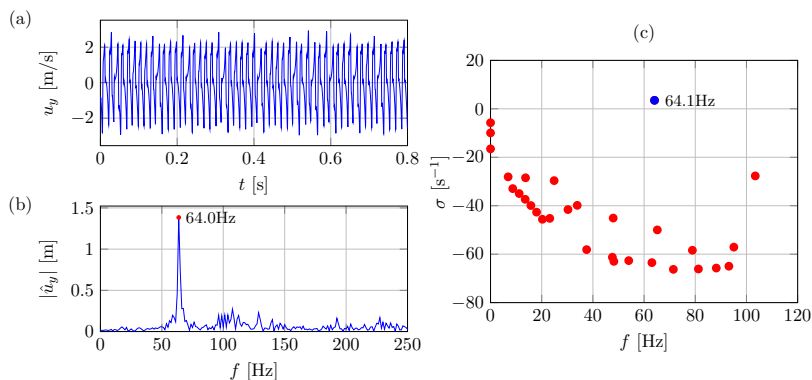 (a)
2
0
−2
u_y [m/s]
0
0.2
0.4
0.6
0.8
t [s]
(b)
1.5
1
0.5
0
|û_y| [m]
64.0Hz
0
50
100
150
200
250
f [Hz]
(c)
20
0
−20
−40
−60
−80
σ [s⁻¹]
64.1Hz
0
20
40
60
80
100
120
f [Hz]